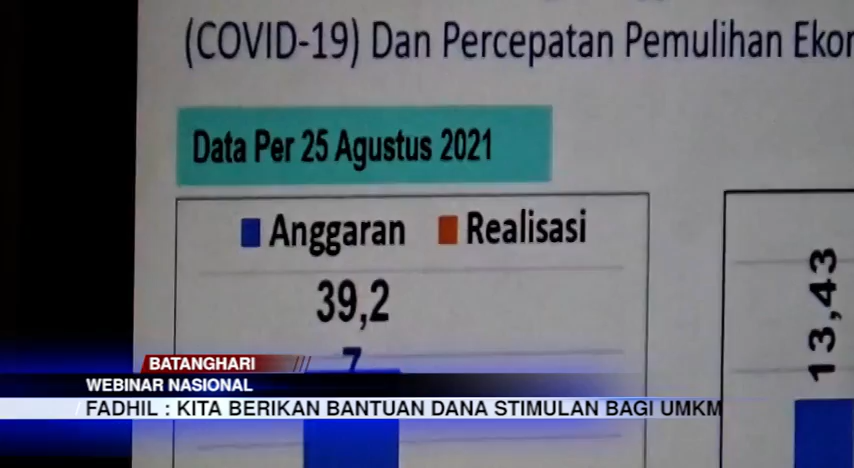 (COVID-19) Dan Percepatan Pemulihan Ekon
Data Per 25 Agustus 2021
Anggaran Realisasi
39,2
7
13,43
BATANGHARI
WEBINAR NASIONAL
FADHIL : KITA BERIKAN BANTUAN DANA STIMULAN BAGI UMKM